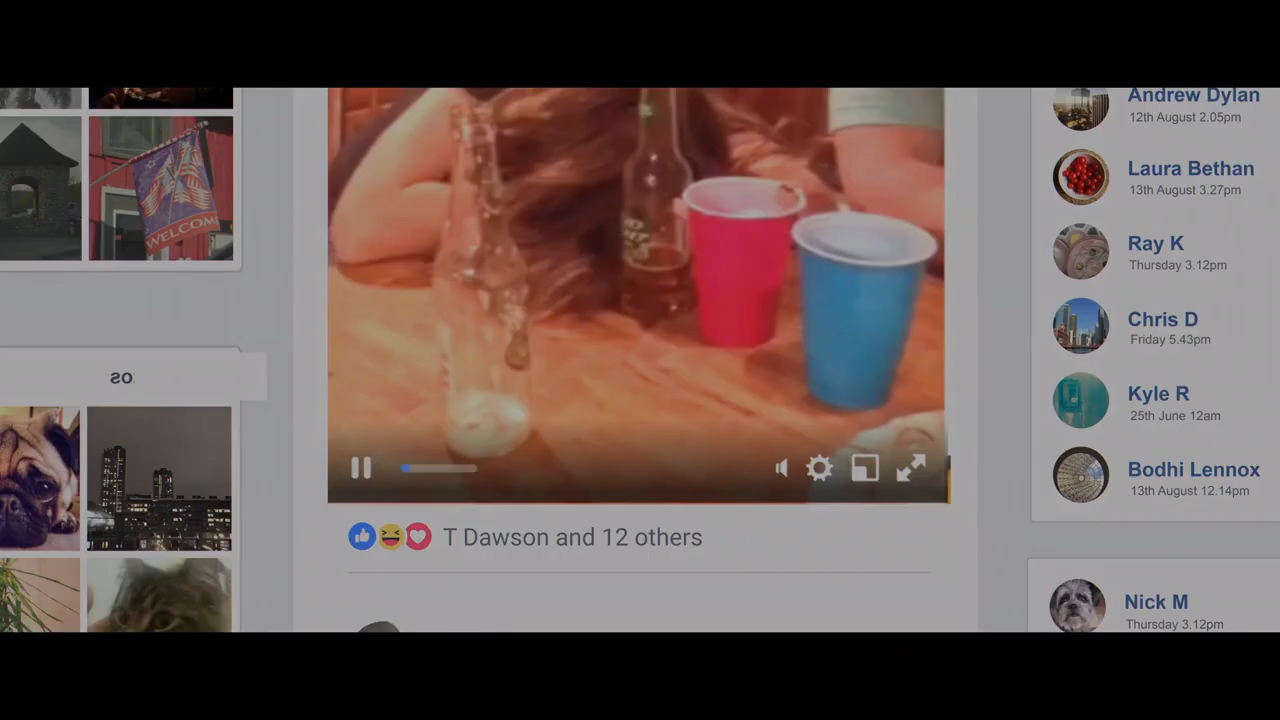 WELCOME
so
T Dawson and 12 others
Andrew Dylan
12th August 2.05pm
Laura Bethan
13th August 3.27pm
Ray K
Thursday 3.12pm
Chris D
Friday 5.43pm
Kyle R
25th June 12am
Bodhi Lennox
13th August 12.14pm
Nick M
Thursday 3.12pm